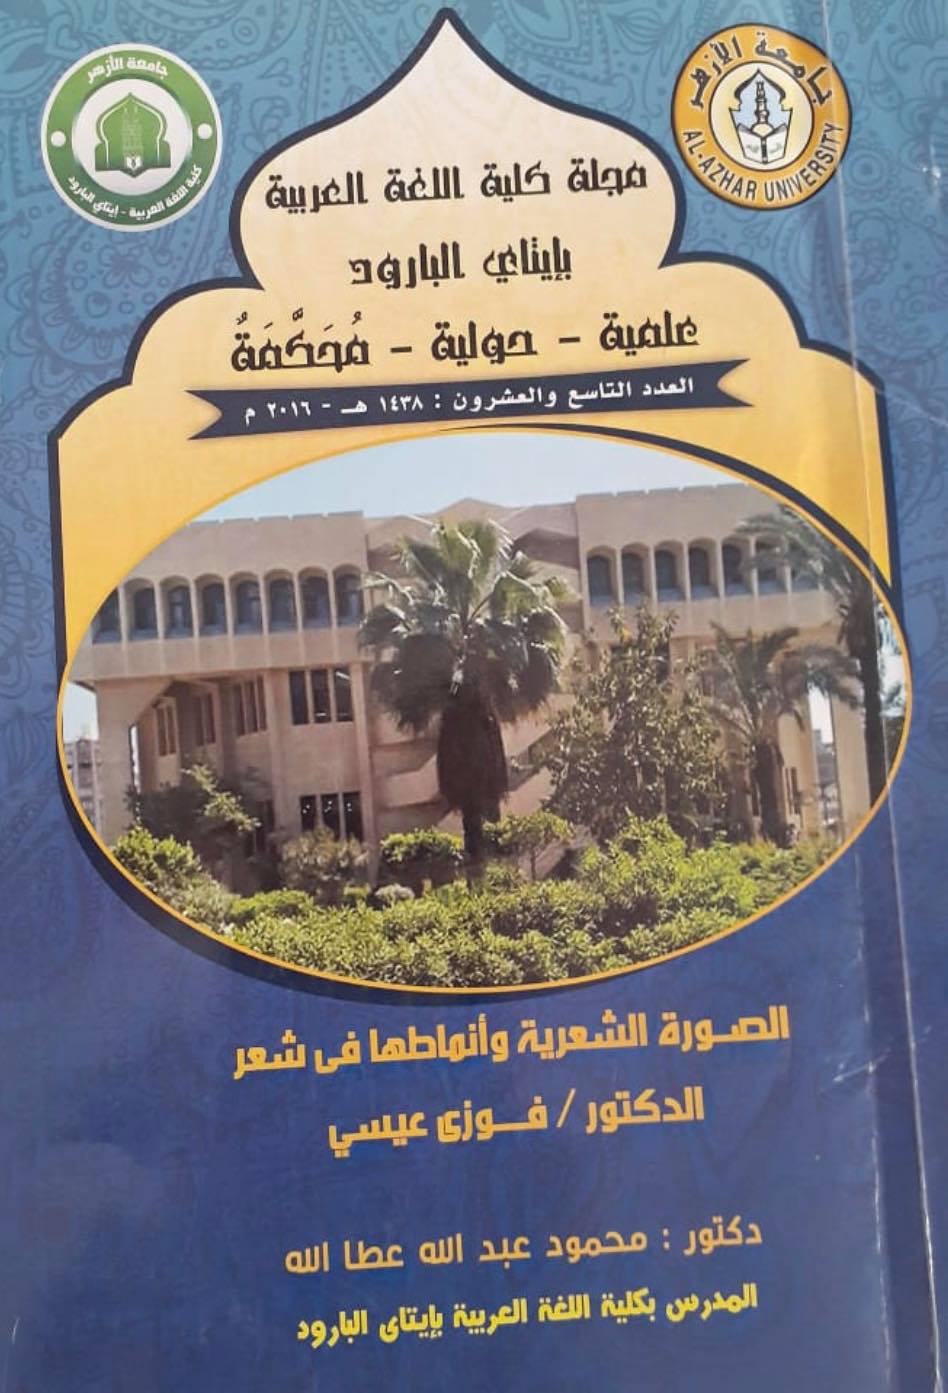 جامعة الأزهر
كلية اللغة العربية - إيتاي البارود
جامعة الأزهر
AL-AZHAR UNIVERSITY
مجلة كلية اللغة العربية
بإيتاي البارود
علمية - حولية - مُحَكَّمَةٌ
العدد التاسع والعشرون : ١٤٣٨ هـ - ٢٠١٦ م
الصورة الشعرية وأنماطها فى شعر
الدكتور / فوزى عيسي
دكتور : محمود عبد الله عطا الله
المدرس بكلية اللغة العربية بإيتاى البارود